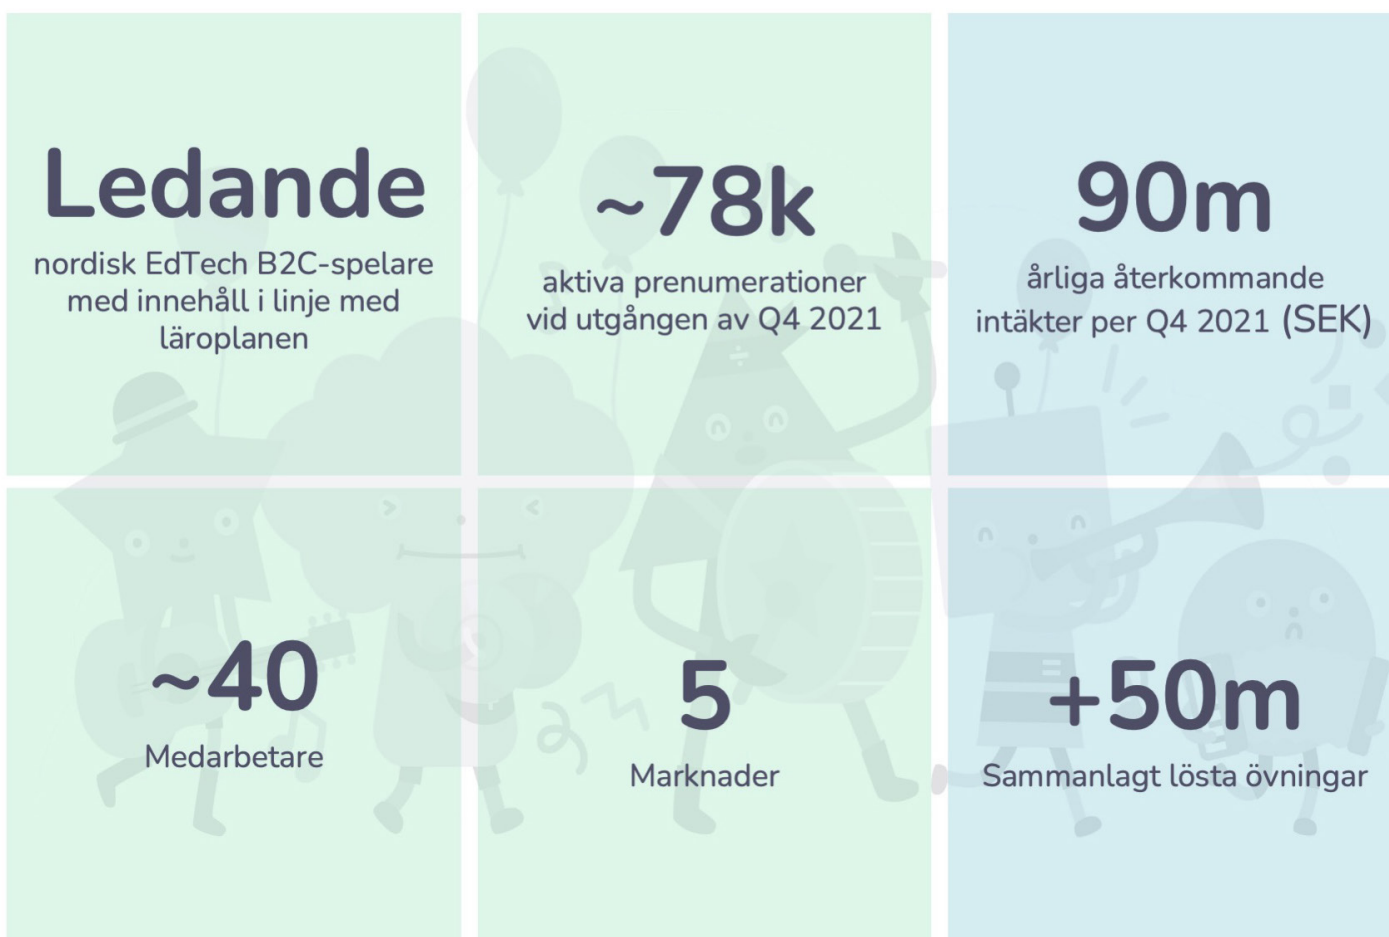 Ledande
nordisk EdTech B2C-spelare
med innehåll i linje med
läroplanen
~78k
aktiva prenumerationer
vid utgången av Q4 2021
90m
årliga återkommande
intäkter per Q4 2021 (SEK)
~40
Medarbetare
5
Marknader
+50m
Sammanlagt lösta övningar